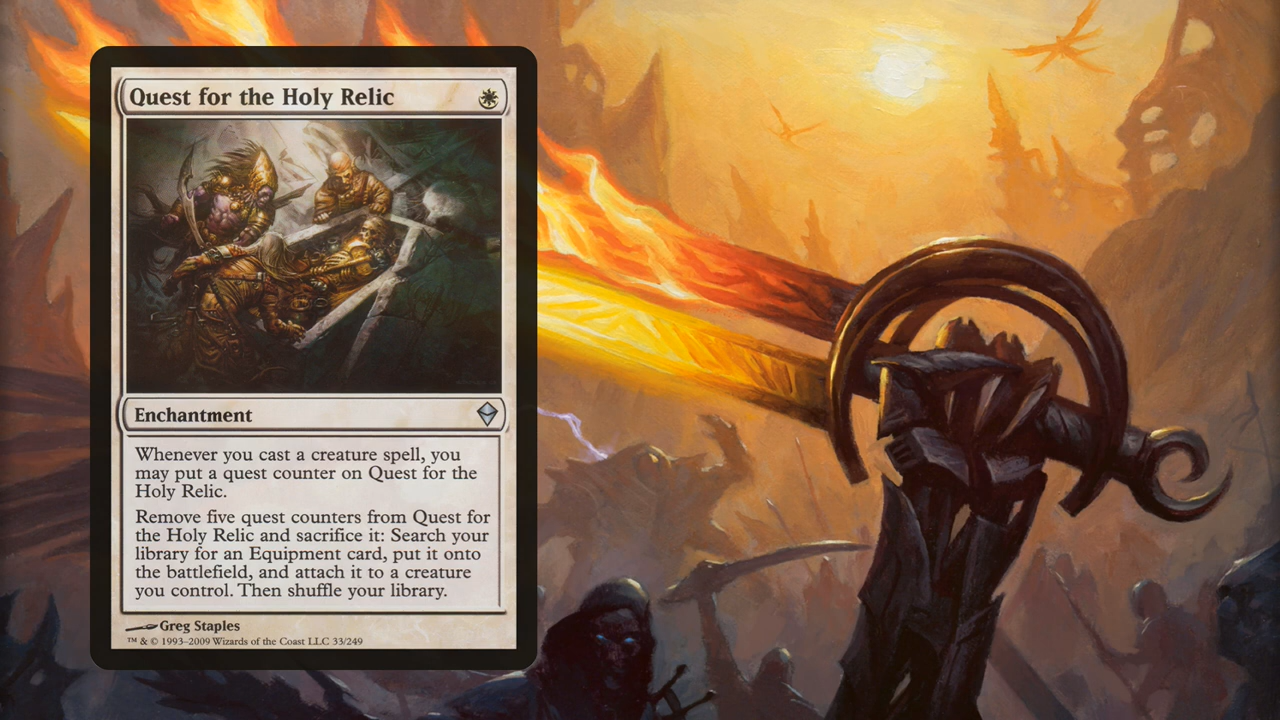 Quest for the Holy Relic
Enchantment
Whenever you cast a creature spell, you
may put a quest counter on Quest for the
Holy Relic.
Remove five quest counters from Quest for
the Holy Relic and sacrifice it: Search your
library for an Equipment card, put it onto
the battlefield, and attach it to a creature
you control. Then shuffle your library.
Greg Staples
™ & © 1993–2009 Wizards of the Coast LLC 33/249